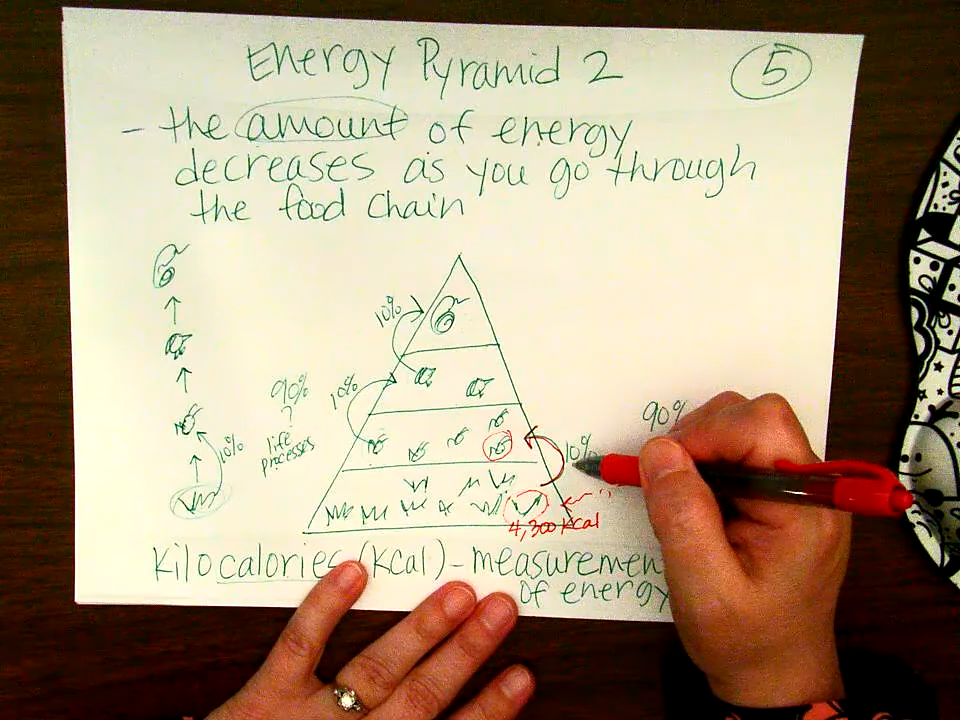 Energy Pyramid 2
5
- the amount of energy
decreases as you go through
the food chain
10%
10%
90%
?
life
processes
10%
10%
90%
4,300 kcal
kilocalories (kcal) - measuremen
of energy